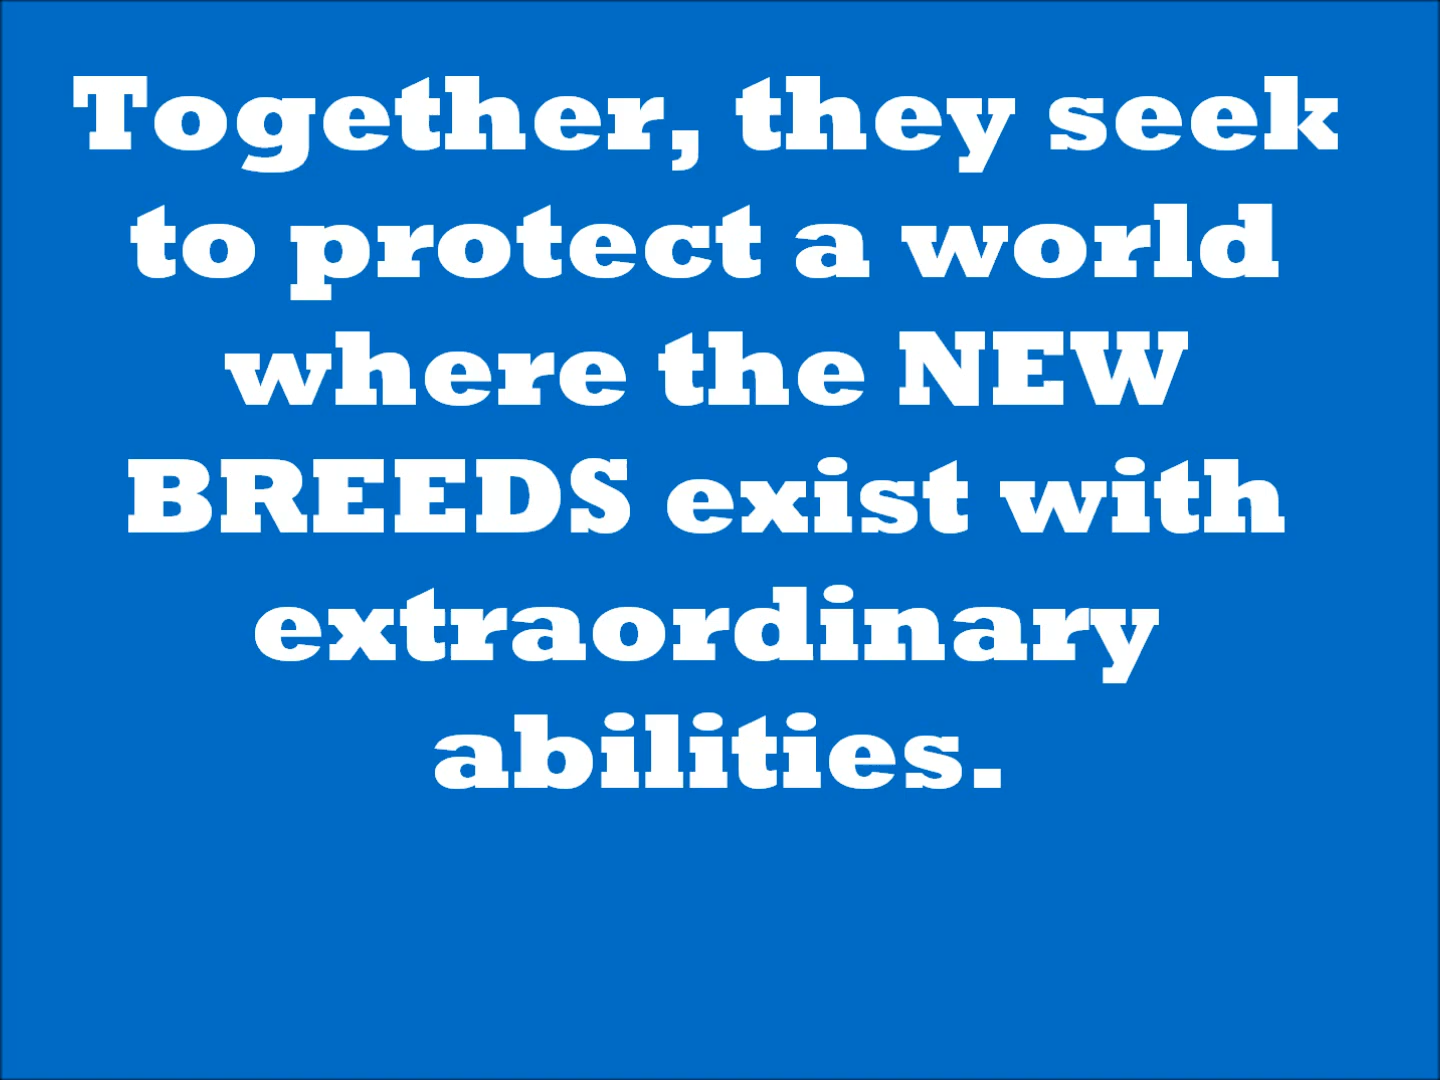 Together, they seek
to protect a world
where the NEW
BREEDS exist with
extraordinary
abilities.